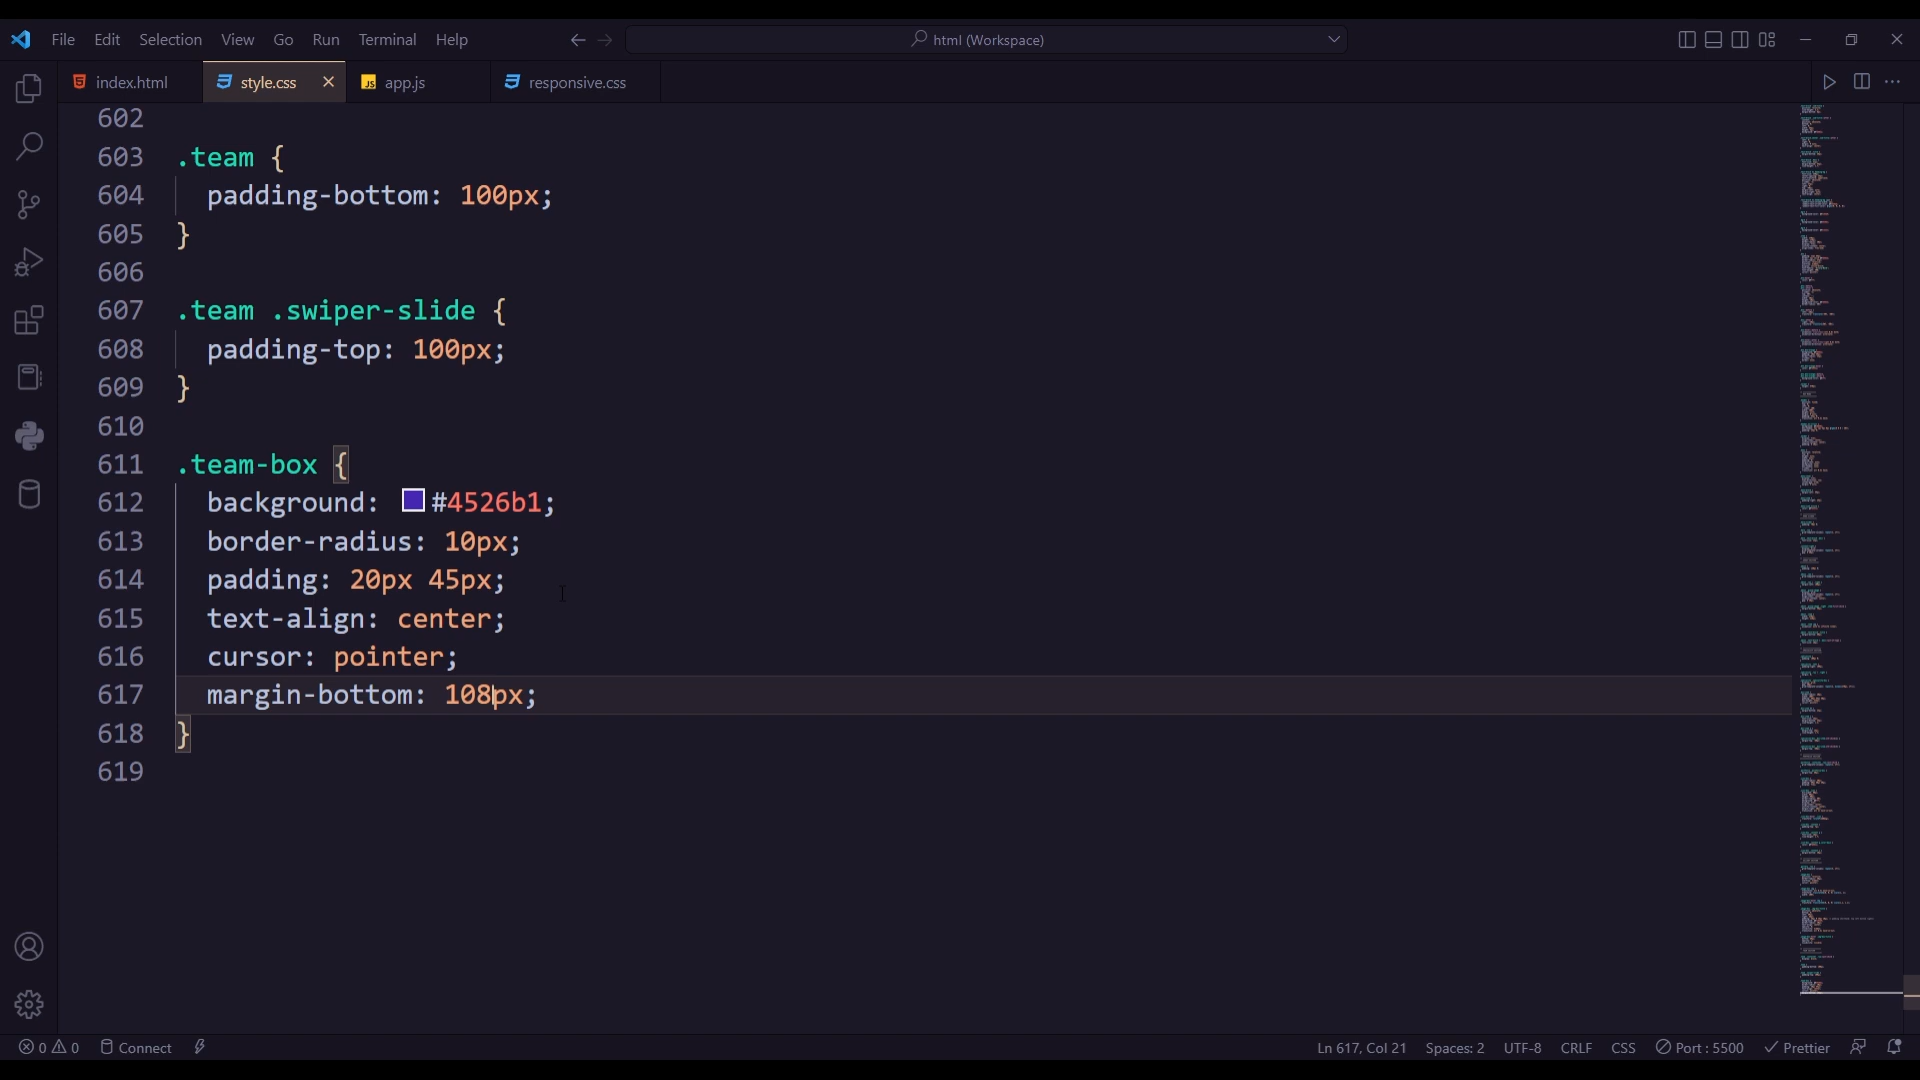 File Edit Selection View Go Run Terminal Help
html (Workspace)
index.html
style.css
JS app.js
responsive.css
602
603 .team {
604 padding-bottom: 100px;
605 }
606
607 .team .swiper-slide {
608 padding-top: 100px;
609 }
610
611 .team-box {
612 background: #4526b1;
613 border-radius: 10px;
614 padding: 20px 45px;
615 text-align: center;
616 cursor: pointer;
617 margin-bottom: 108px;
618 }
619
0 0 Connect
Ln 617, Col 21 Spaces: 2 UTF-8 CRLF CSS Port : 5500 Prettier